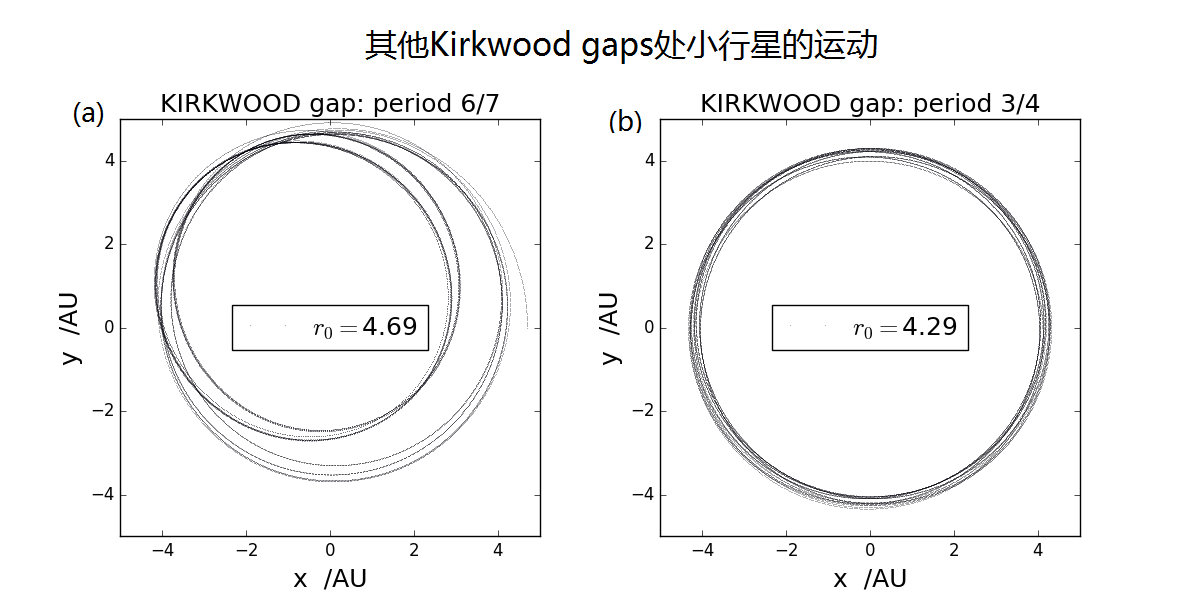 其他Kirkwood gaps处小行星的运动
(a)
KIRKWOOD gap: period 6/7
4
2
0
−2
−4
y /AU
r₀ = 4.69
−4 −2 0 2 4
x /AU
(b)
KIRKWOOD gap: period 3/4
4
2
0
−2
−4
y /AU
r₀ = 4.29
−4 −2 0 2 4
x /AU